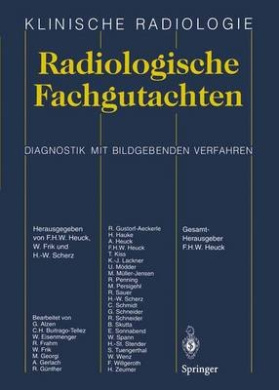 KLINISCHE RADIOLOGIE
Radiologische
Fachgutachten
DIAGNOSTIK MIT BILDGEBENDEN VERFAHREN
Herausgegeben
von F.H.W. Heuck,
W. Frik und
H.-W. Scherz
Bearbeitet von
G. Alzen
C.H. Buitrago-Tellez
W. Eisenmenger
R. Frahm
W. Frik
M. Georgi
A. Gerlach
R. Günther
R. Gustorf-Aeckerle
H. Hauke
A. Heuck
F.H.W. Heuck
T. Kiss
K.-J. Lackner
U. Mödder
M. Müller-Jensen
R. Penning
M. Persigehl
R. Sauer
H.-W. Scherz
C. Schmidt
G. Schneider
R. Schneider
B. Skutta
E. Sonnabend
W. Spann
H.-St. Stender
S. Tuengerthal
W. Wenz
F. Willgeroth
H. Zeumer
Gesamt-
Herausgeber
F.H.W. Heuck
Springer